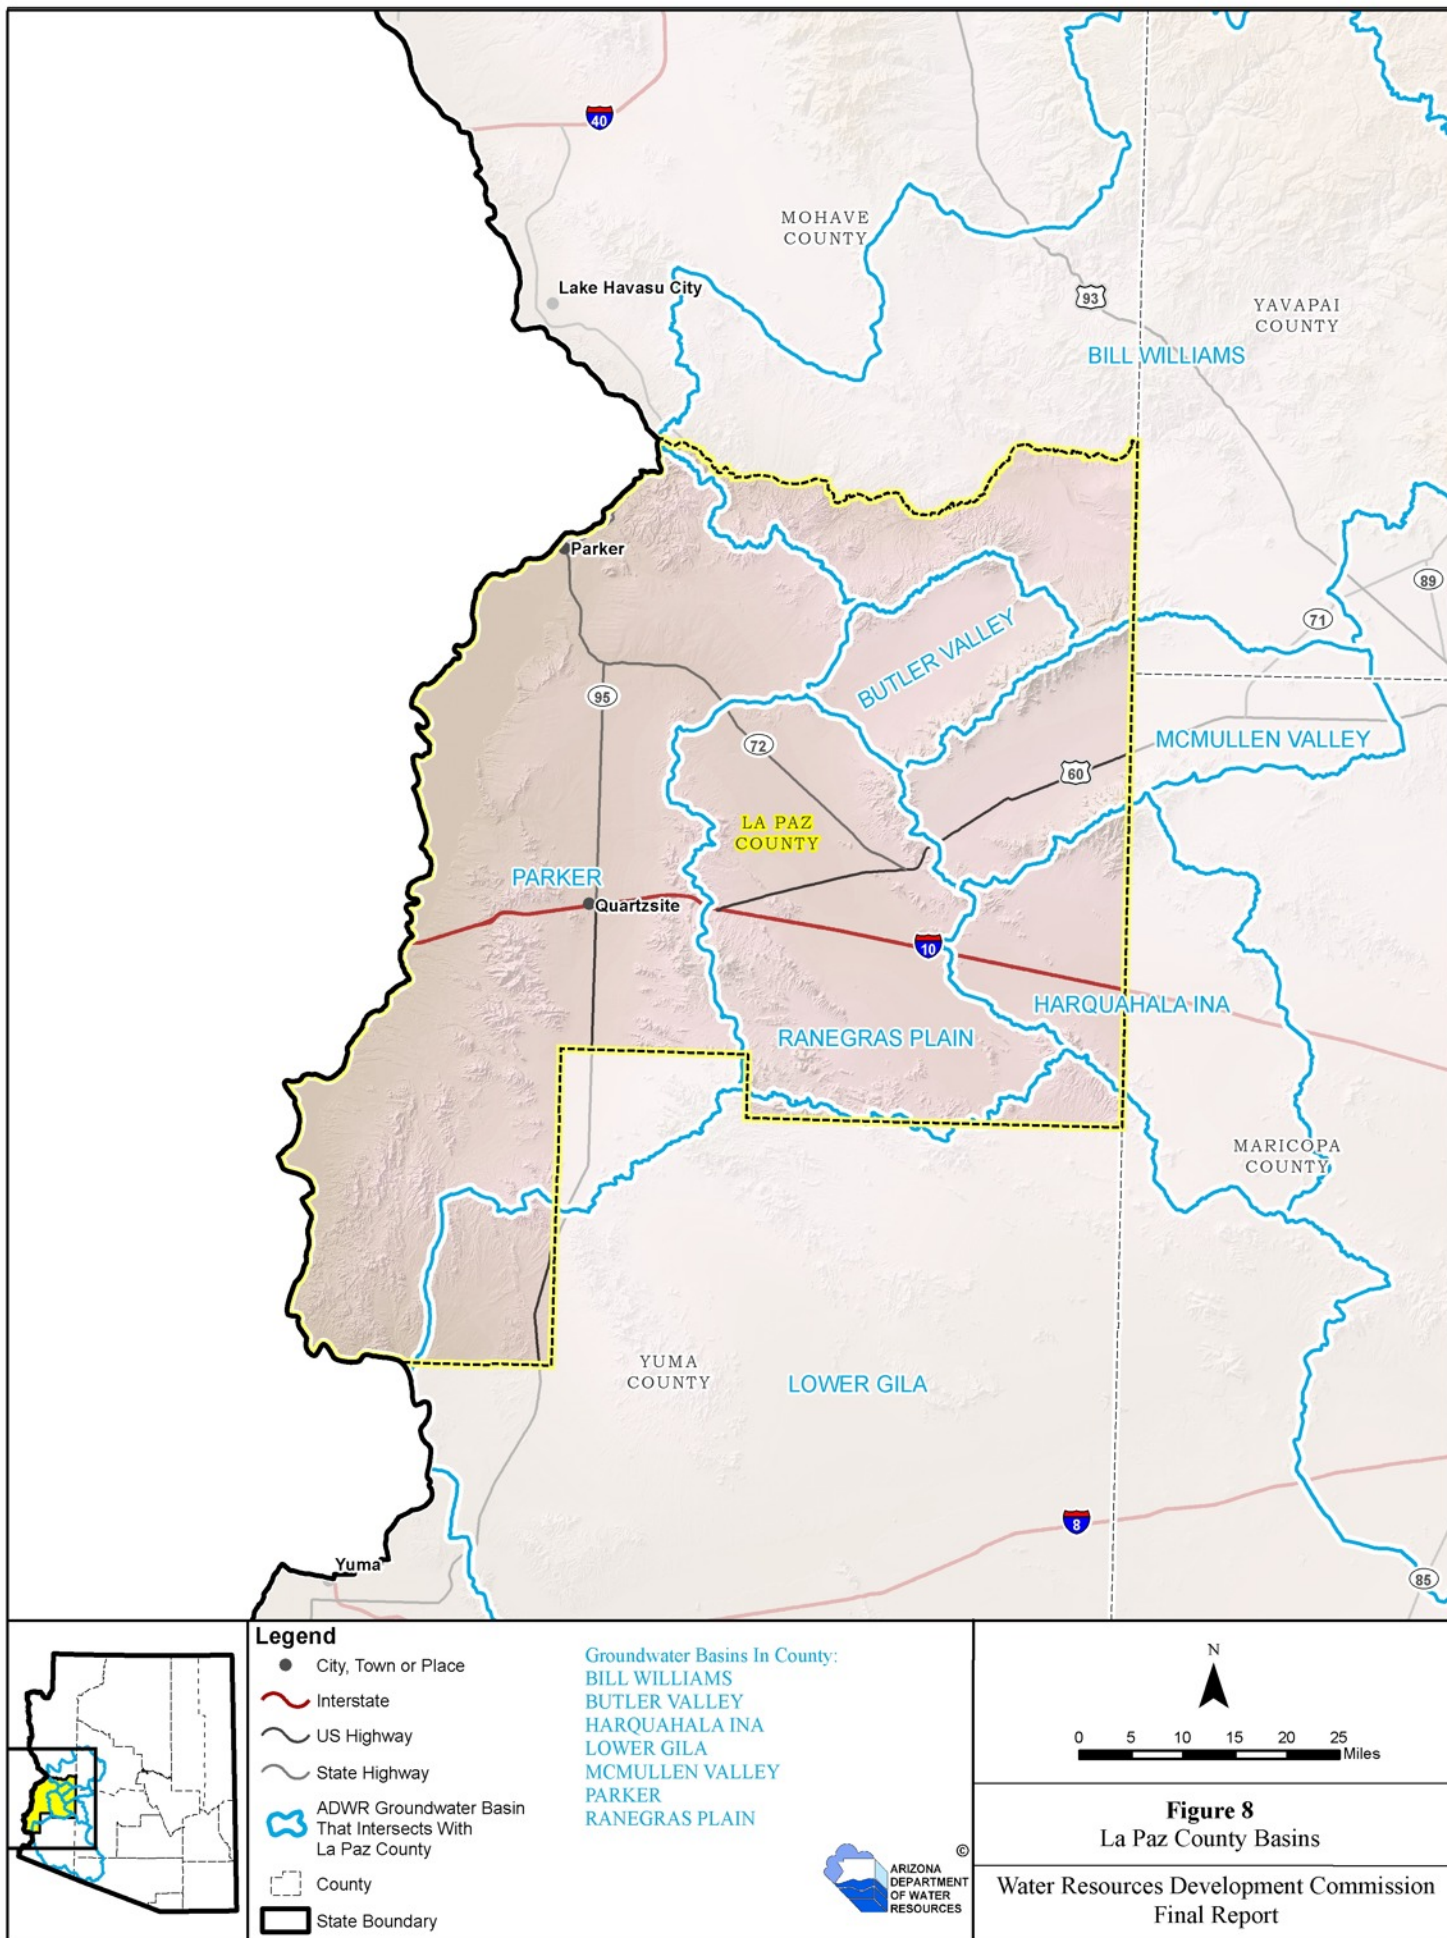 40
MOHAVE
COUNTY
Lake Havasu City
93
YAVAPAI
COUNTY
BILL WILLIAMS
Parker
89
71
BUTLER VALLEY
95
72
MCMULLEN VALLEY
60
LA PAZ
COUNTY
PARKER
Quartzsite
10
HARQUAHALA INA
RANEGRAS PLAIN
MARICOPA
COUNTY
YUMA
COUNTY
LOWER GILA
8
Yuma
85
Legend
City, Town or Place
Interstate
US Highway
State Highway
ADWR Groundwater Basin
That Intersects With
La Paz County
County
State Boundary
Groundwater Basins In County:
BILL WILLIAMS
BUTLER VALLEY
HARQUAHALA INA
LOWER GILA
MCMULLEN VALLEY
PARKER
RANEGRAS PLAIN
©
ARIZONA
DEPARTMENT
OF WATER
RESOURCES
N
0 5 10 15 20 25
Miles
Figure 8
La Paz County Basins
Water Resources Development Commission
Final Report